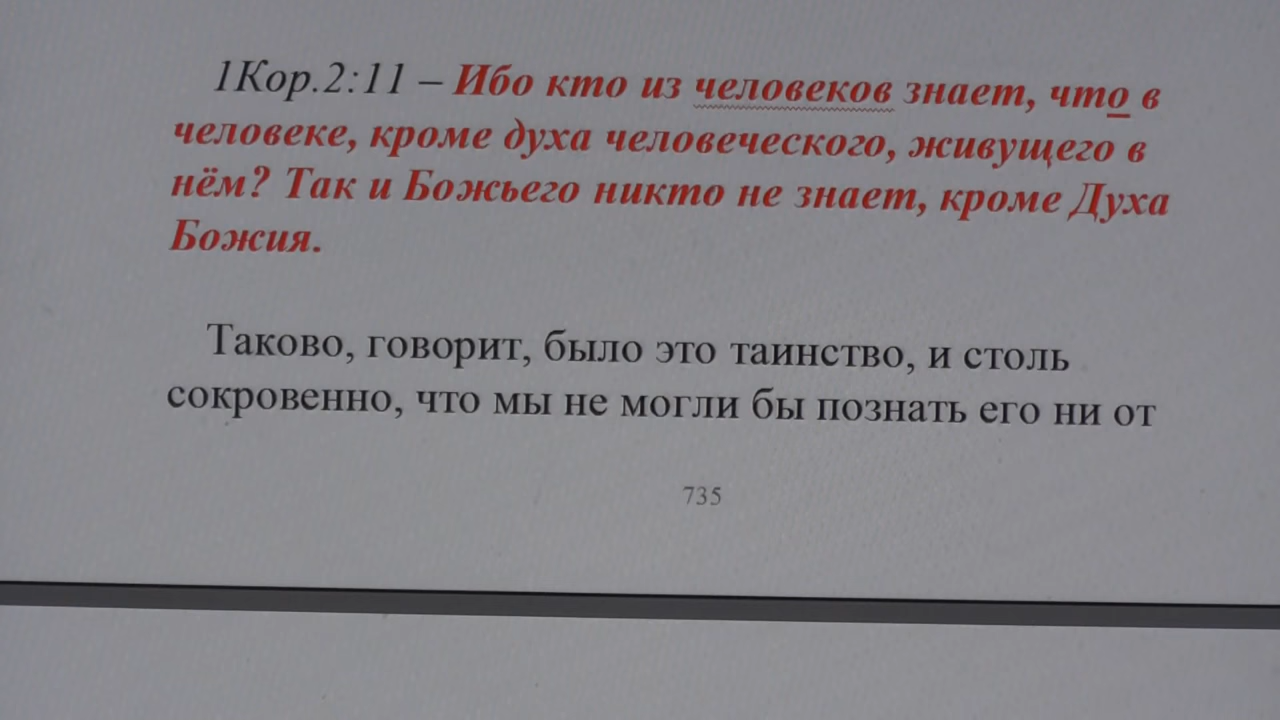 1Кор.2:11 – Ибо кто из человеков знает, что в
человеке, кроме духа человеческого, живущего в
нём? Так и Божьего никто не знает, кроме Духа
Божия.
Таково, говорит, было это таинство, и столь
сокровенно, что мы не могли бы познать его ни от
735